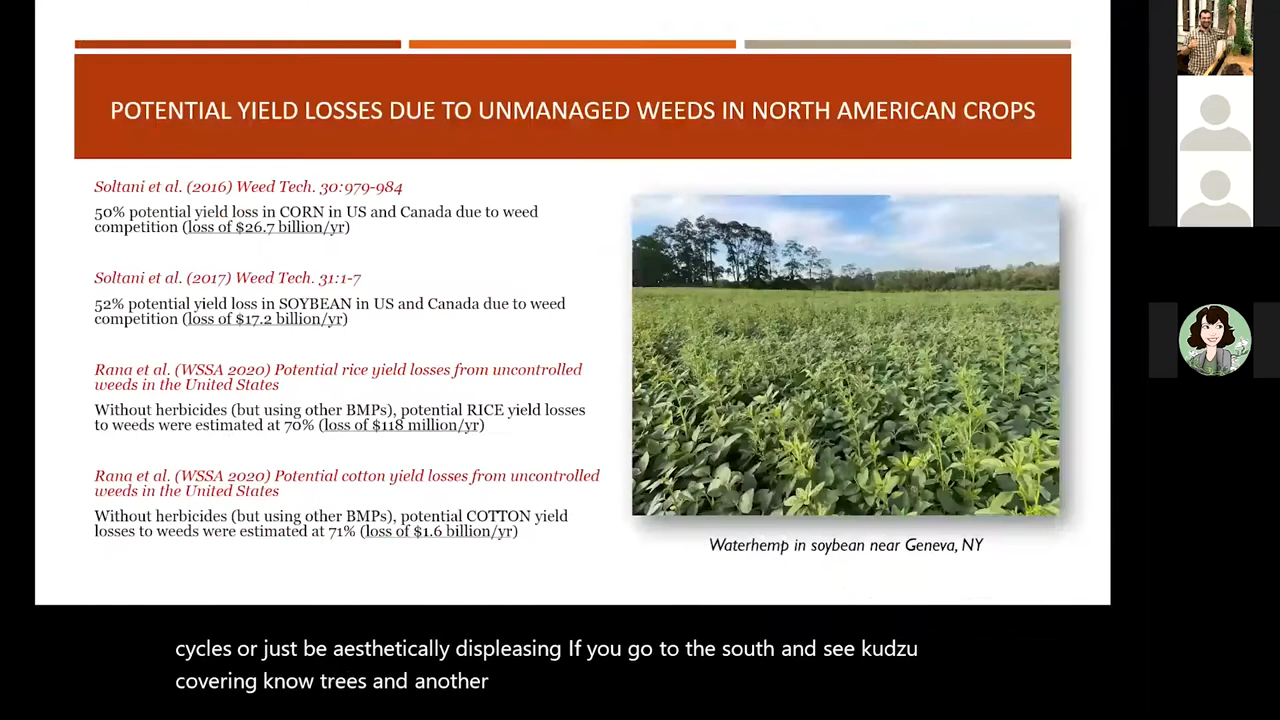 POTENTIAL YIELD LOSSES DUE TO UNMANAGED WEEDS IN NORTH AMERICAN CROPS
Soltani et al. (2016) Weed Tech. 30:979-984
50% potential yield loss in CORN in US and Canada due to weed
competition (loss of $26.7 billion/yr)
Soltani et al. (2017) Weed Tech. 31:1-7
52% potential yield loss in SOYBEAN in US and Canada due to weed
competition (loss of $17.2 billion/yr)
Rana et al. (WSSA 2020) Potential rice yield losses from uncontrolled
weeds in the United States
Without herbicides (but using other BMPs), potential RICE yield losses
to weeds were estimated at 70% (loss of $118 million/yr)
Rana et al. (WSSA 2020) Potential cotton yield losses from uncontrolled
weeds in the United States
Without herbicides (but using other BMPs), potential COTTON yield
losses to weeds were estimated at 71% (loss of $1.6 billion/yr)
Waterhemp in soybean near Geneva, NY
cycles or just be aesthetically displeasing If you go to the south and see kudzu
covering know trees and another